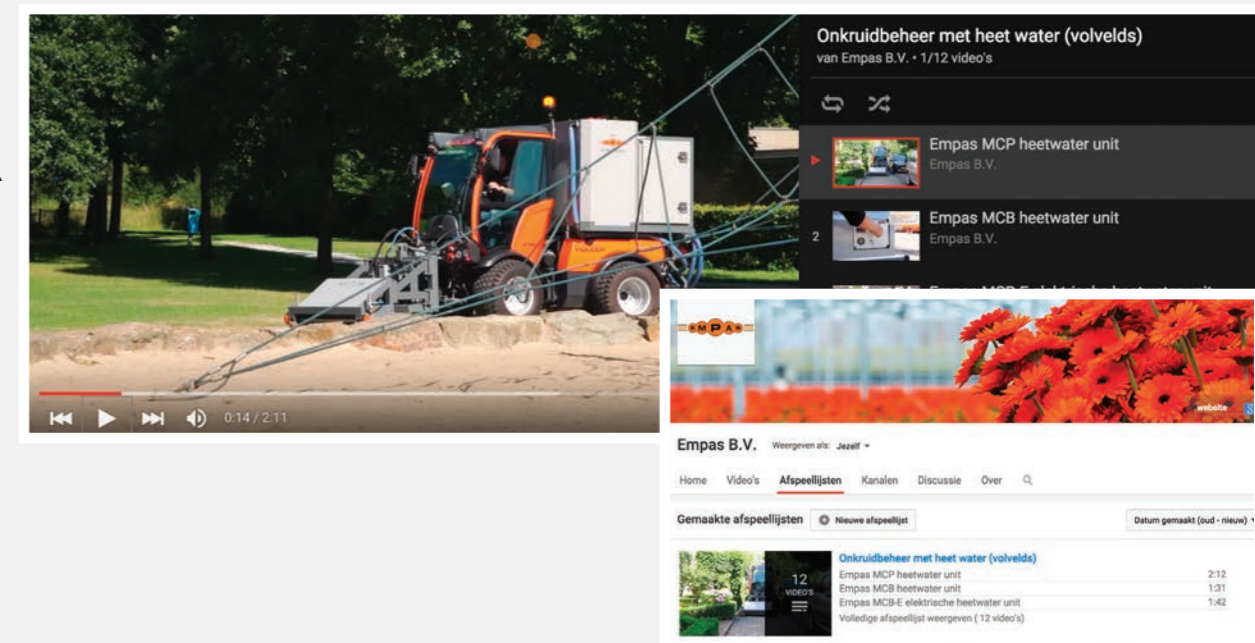 Onkruidbeheer met heet water (volvelds)
van Empas B.V. • 1/12 video's
Empas MCP heetwater unit
Empas B.V.
2
Empas MCB heetwater unit
Empas B.V.
HOLDER
0:14 / 2:11
EMPAS
website
Empas B.V.
Weergeven als: Jezelf
Home Video's Afspeellijsten Kanalen Discussie Over
Gemaakte afspeellijsten
Nieuwe afspeellijst
Datum gemaakt (oud - nieuw)
12
VIDEO'S
Onkruidbeheer met heet water (volvelds)
Empas MCP heetwater unit 2:12
Empas MCB heetwater unit 1:31
Empas MCB-E elektrische heetwater unit 1:42
Volledige afspeellijst weergeven ( 12 video's)